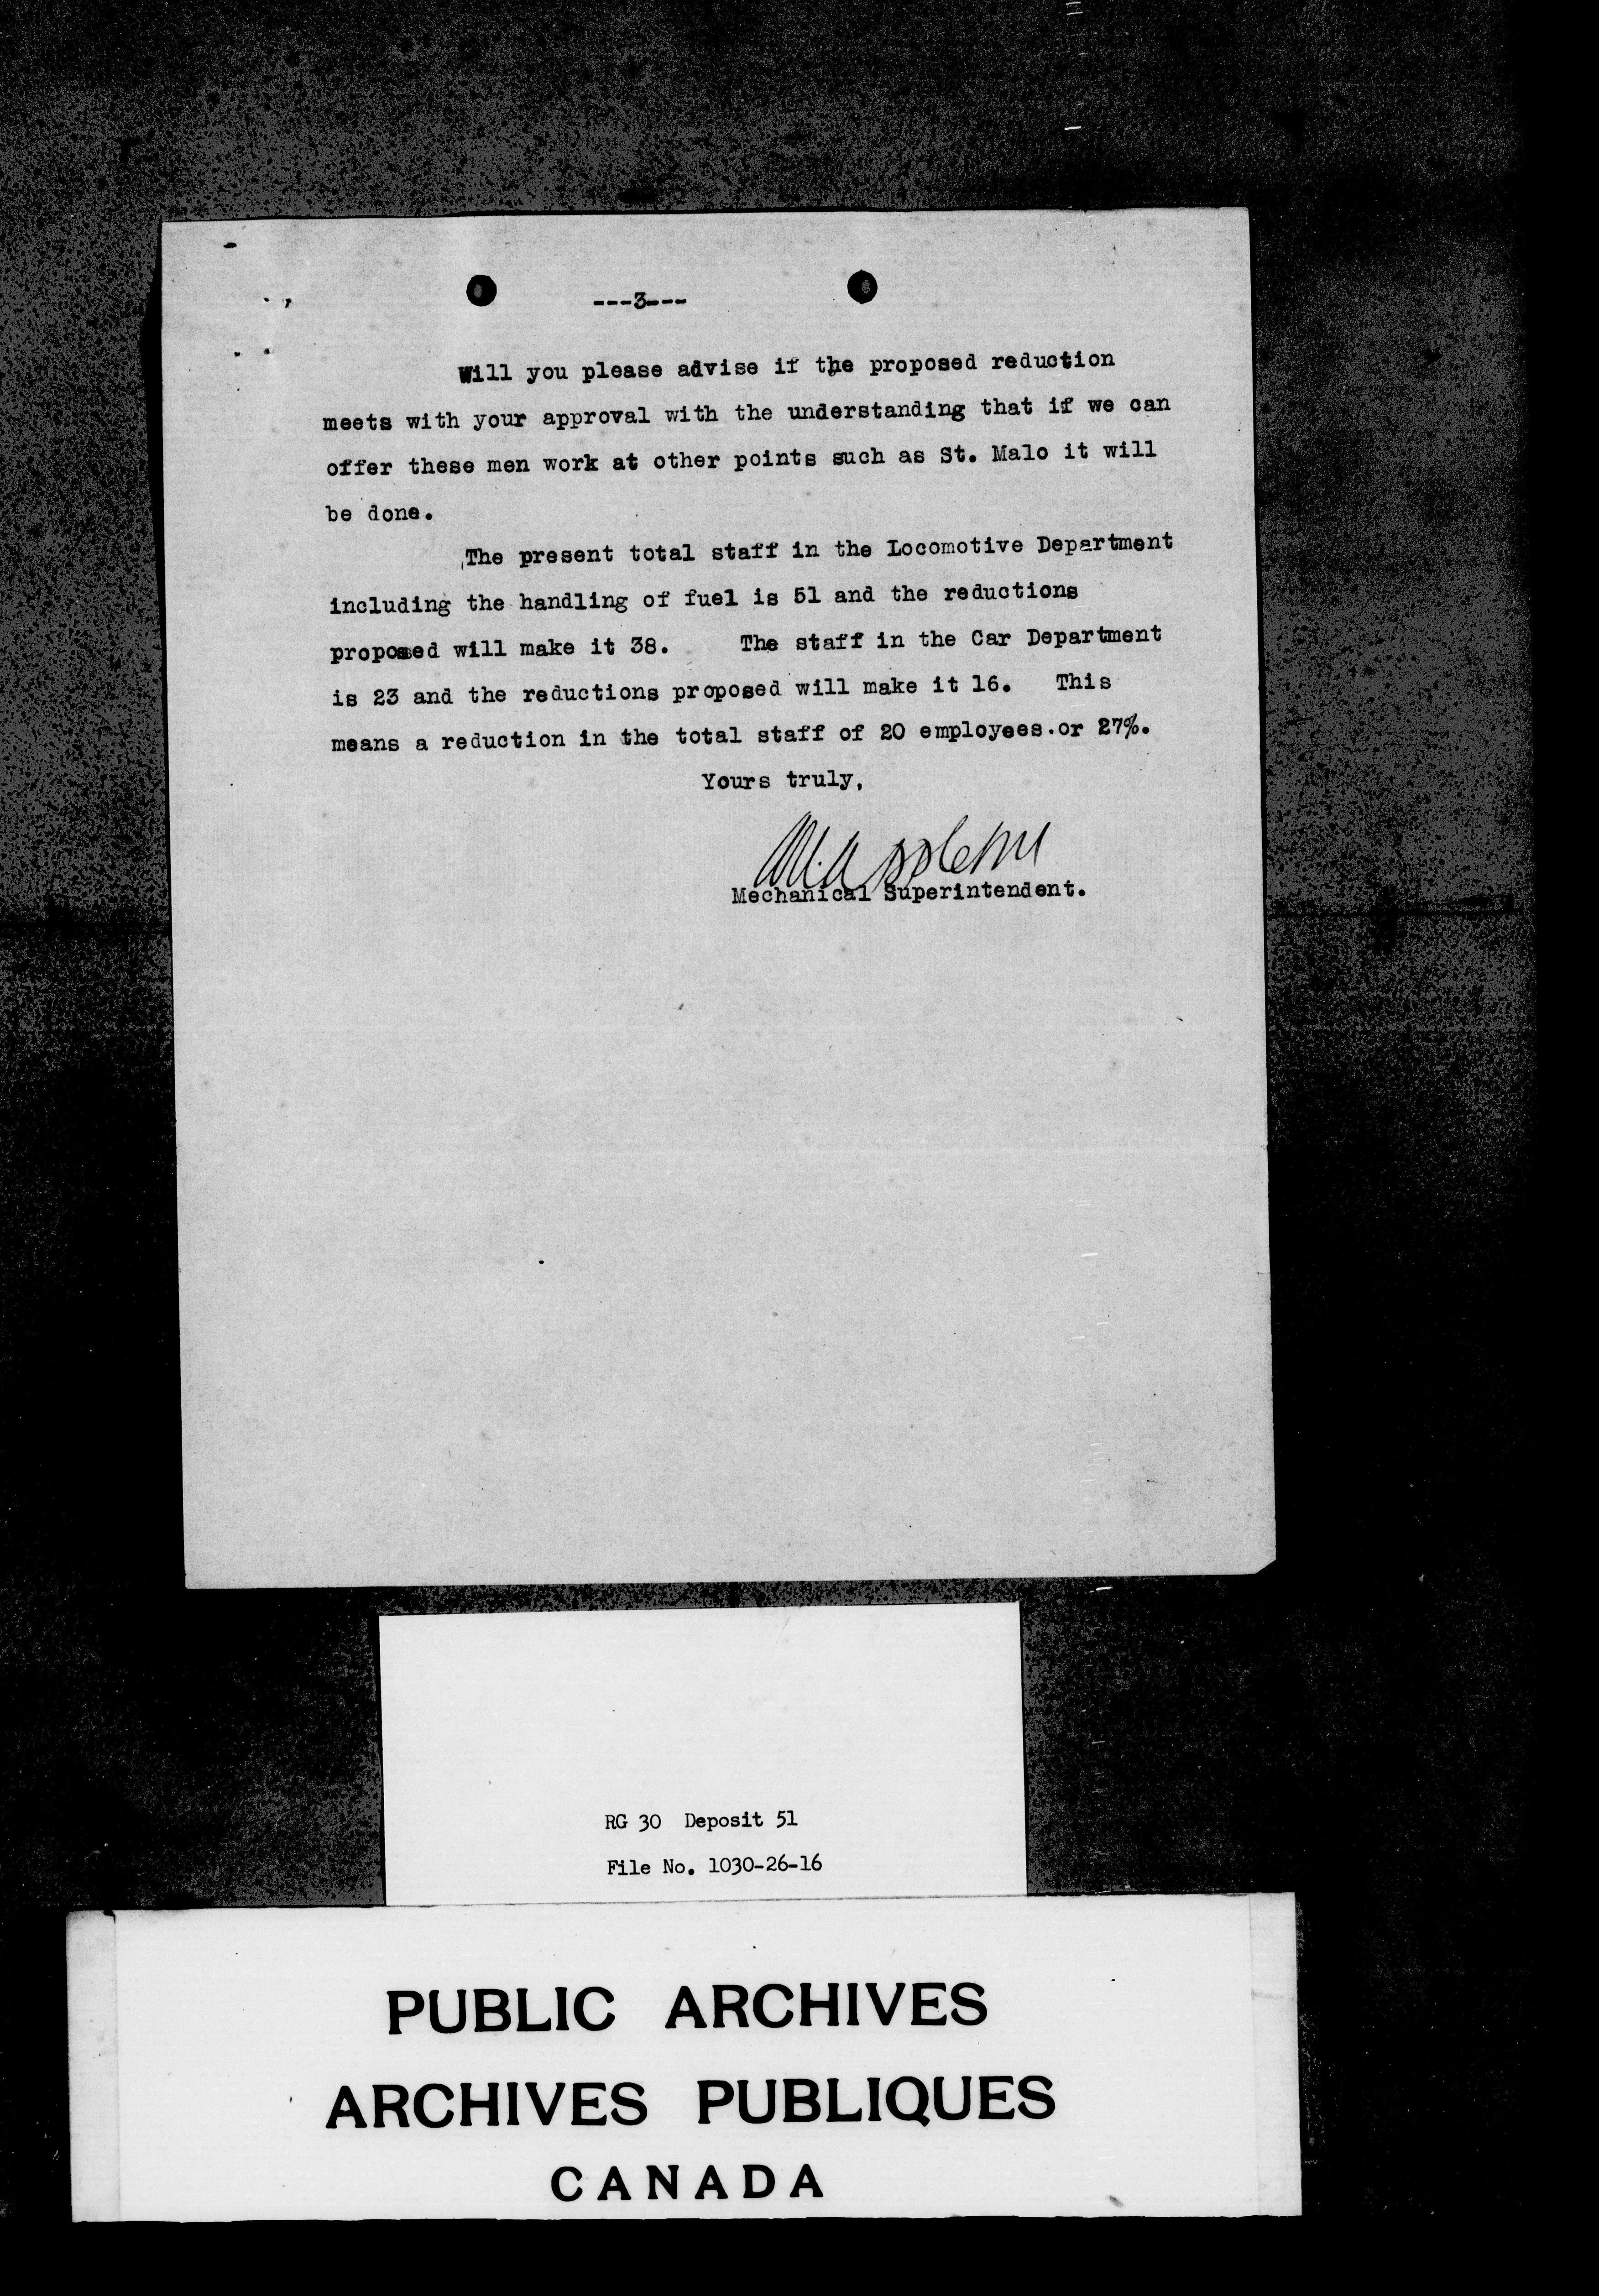 ---3---
Will you please advise if the proposed reduction
meets with your approval with the understanding that if we can
offer these men work at other points such as St. Malo it will
be done.
The present total staff in the Locomotive Department
including the handling of fuel is 51 and the reductions
proposed will make it 38. The staff in the Car Department
is 23 and the reductions proposed will make it 16. This
means a reduction in the total staff of 20 employees.or 27%.
Yours truly,
Mechanical Superintendent.
RG 30 Deposit 51
File No. 1030-26-16
PUBLIC ARCHIVES
ARCHIVES PUBLIQUES
CANADA